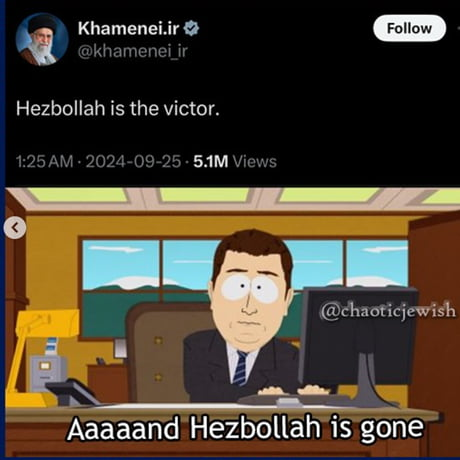 Khamenei.ir
Follow
@khamenei_ir
Hezbollah is the victor.
1:25 AM · 2024-09-25 · 5.1M Views
@chaoticjewish
Aaaaand Hezbollah is gone